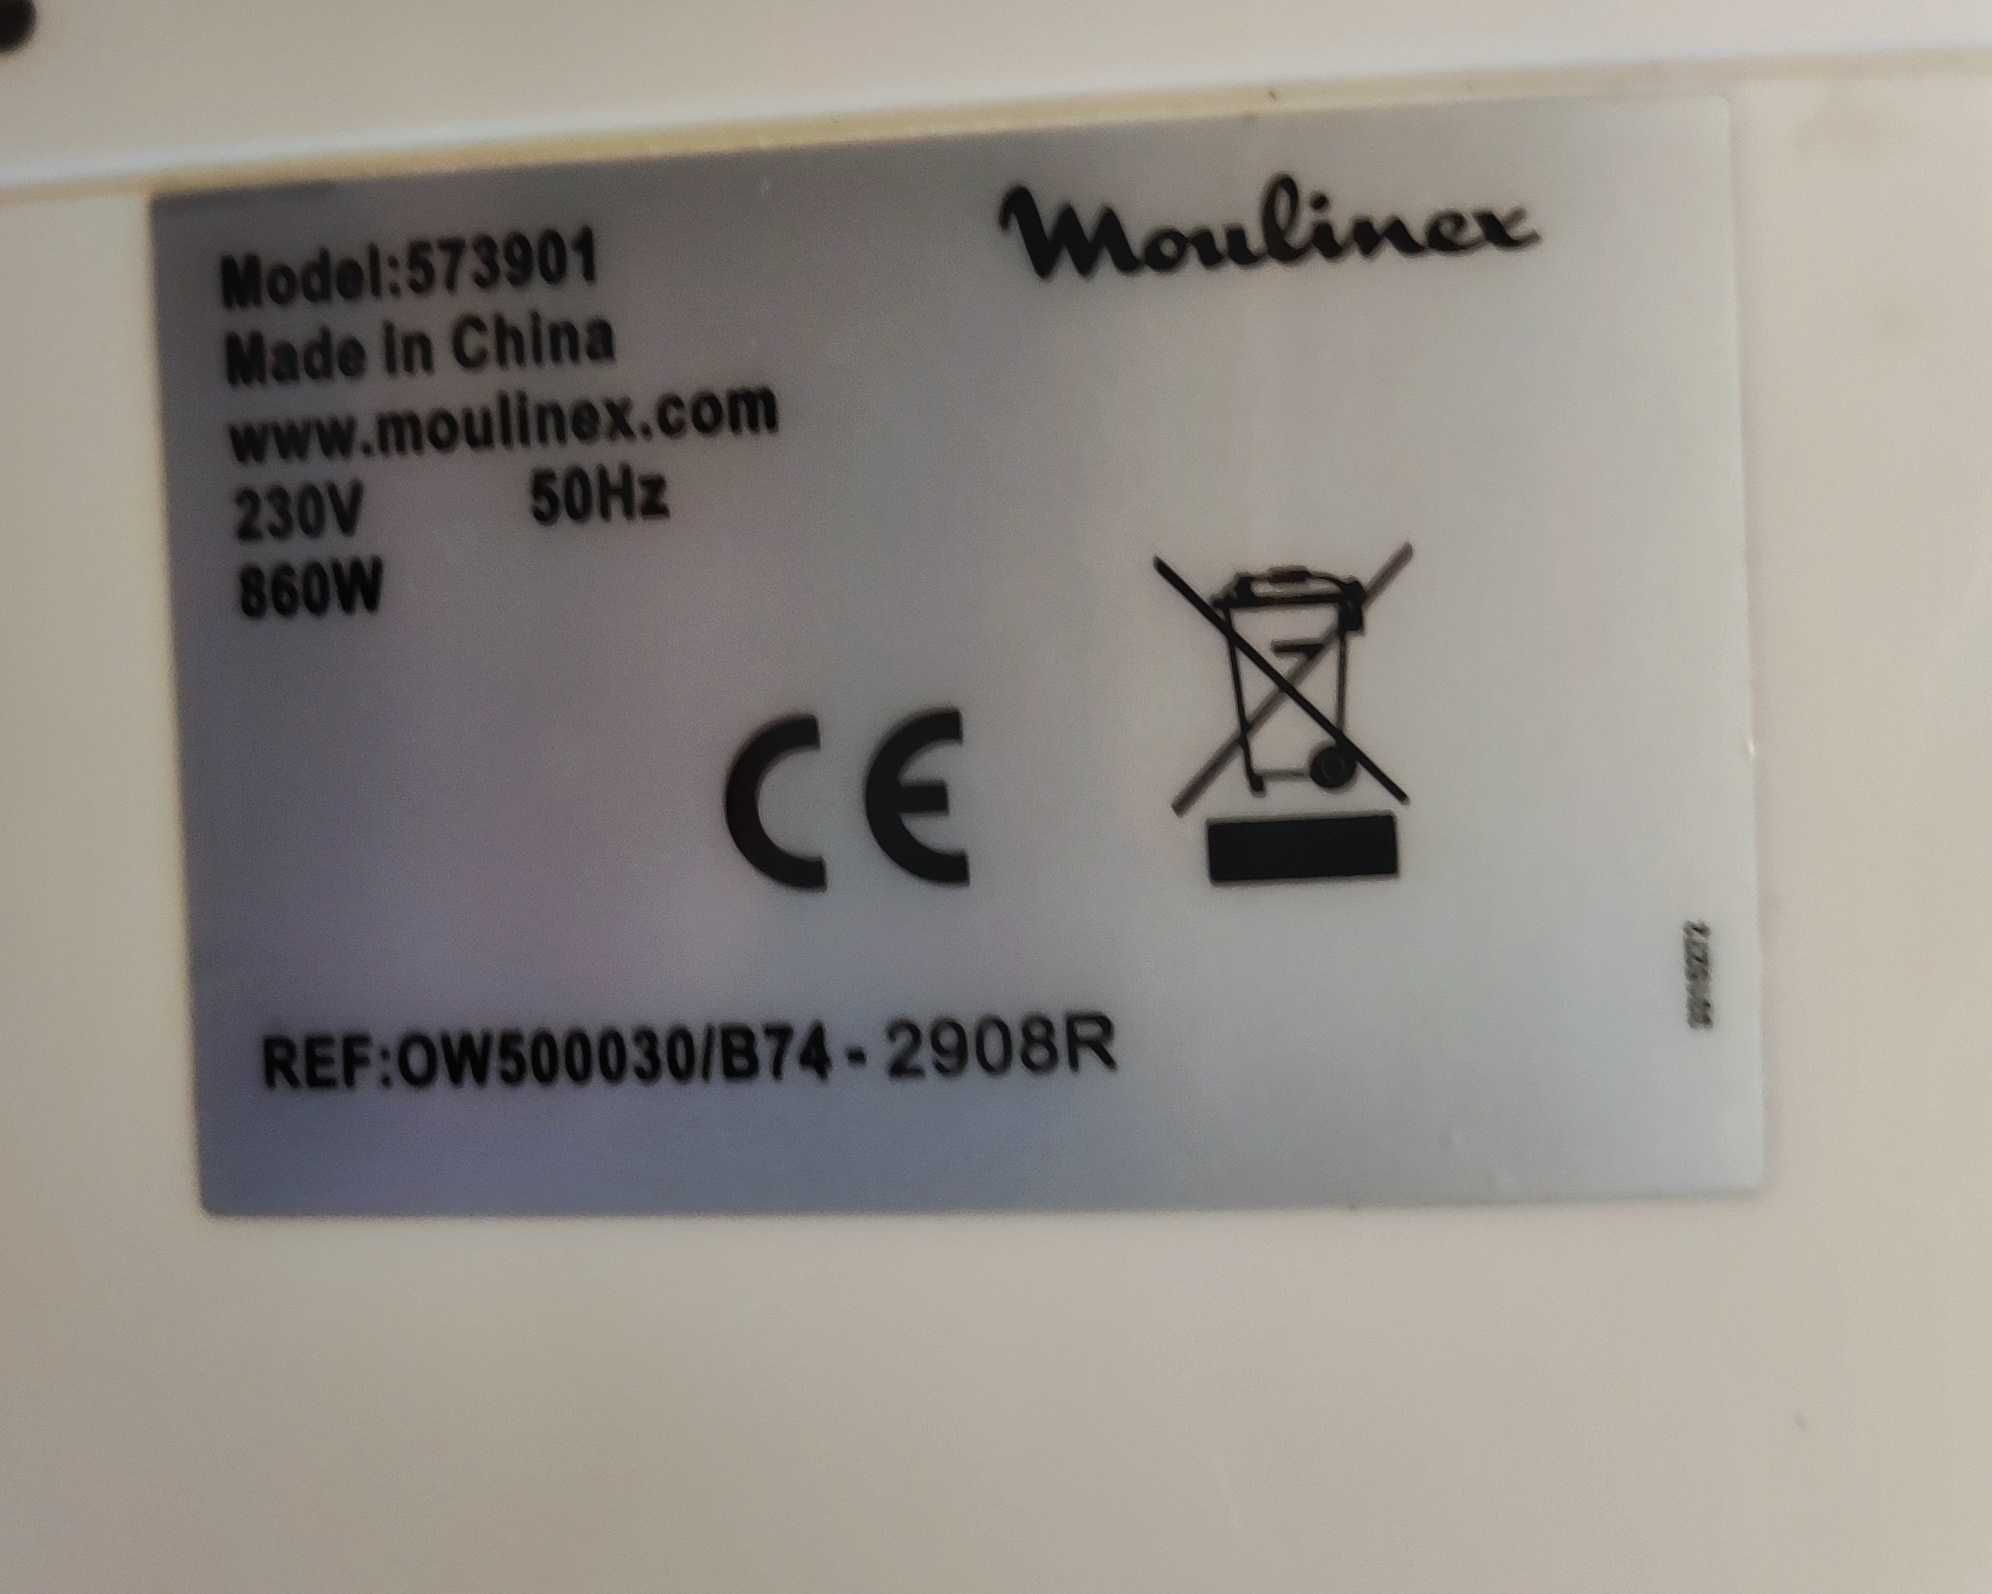 Moulinex
Model:573901
Made in China
www.moulinex.com
230V 50Hz
860W
CE
REF:OW500030/B74 - 2908R